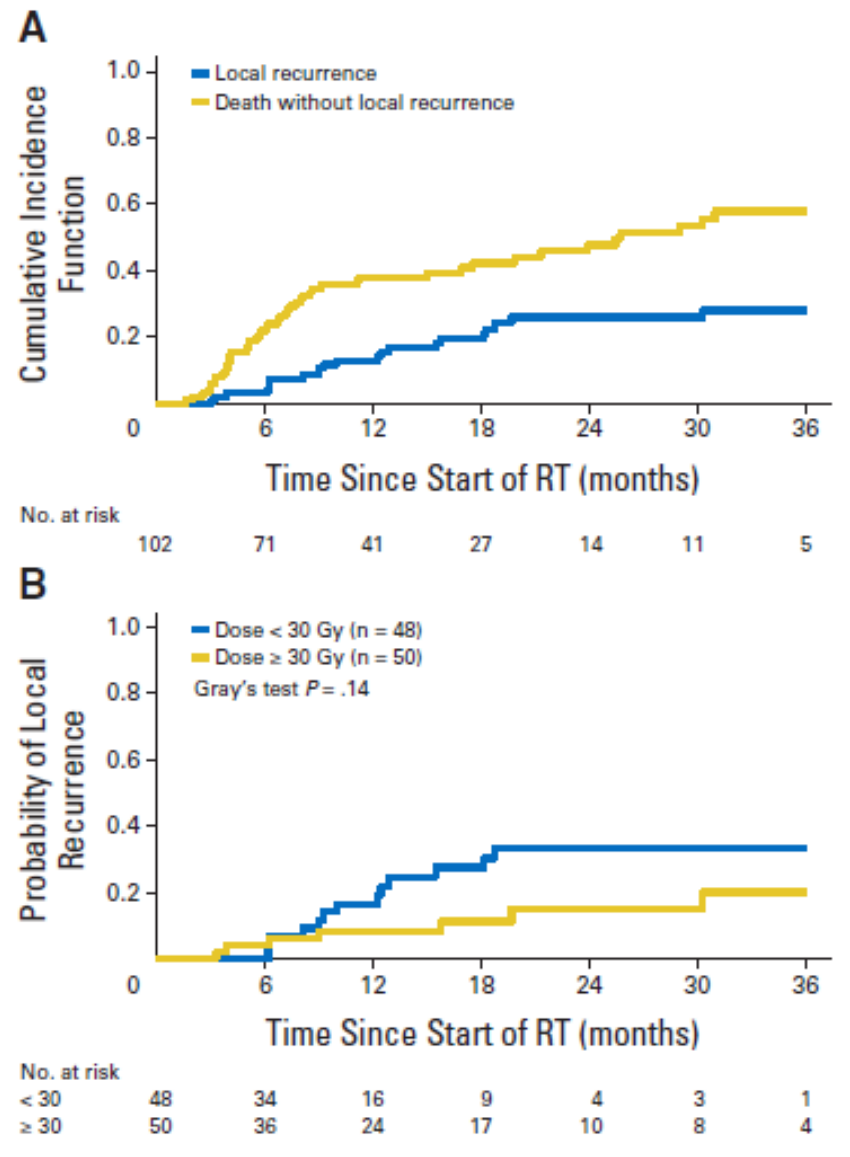 A
Cumulative Incidence
Function
1.0
0.8
0.6
0.4
0.2
Local recurrence
Death without local recurrence
0 6 12 18 24 30 36
Time Since Start of RT (months)
No. at risk
102 71 41 27 14 11 5
B
Probability of Local
Recurrence
1.0
0.8
0.6
0.4
0.2
Dose < 30 Gy (n = 48)
Dose ≥ 30 Gy (n = 50)
Gray's test P = .14
0 6 12 18 24 30 36
Time Since Start of RT (months)
No. at risk
< 30 48 34 16 9 4 3 1
≥ 30 50 36 24 17 10 8 4